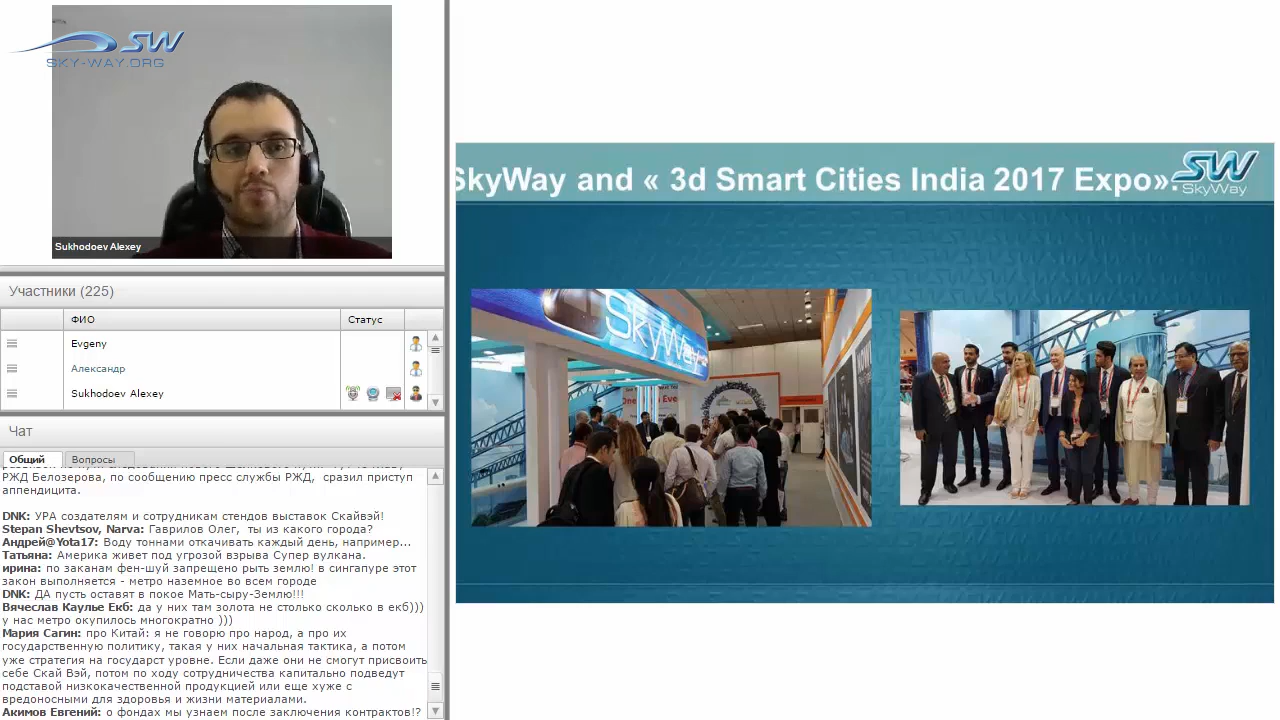 SW
SKY-WAY.ORG
Sukhodoev Alexey
Участники (225)
ФИО
Статус
Evgeny
Александр
Sukhodoev Alexey
Чат
Общий
Вопросы
РЖД Белозерова, по сообщению пресс службы РЖД, сразил приступ
аппендицита.
DNK: УРА создателям и сотрудникам стендов выставок Скайвэй!
Stepan Shevtsov, Narva: Гаврилов Олег, ты из какого города?
Андрей@Yota17: Воду тоннами откачивать каждый день, например...
Татьяна: Америка живет под угрозой взрыва Супер вулкана.
ирина: по заканам фен-шуй запрещено рыть землю! в сингапуре этот
закон выполняется - метро наземное во всем городе
DNK: ДА пусть оставят в покое Мать-сыру-Землю!!!
Вячеслав Каулье Екб: да у них там золота не столько сколько в екб)))
у нас метро окупилось многократно )))
Мария Сагин: про Китай: я не говорю про народ, а про их
государственную политику, такая у них начальная тактика, а потом
уже стратегия на государст уровне. Если даже они не смогут присвоить
себе Скай Вэй, потом по ходу сотрудничества капитально подведут
подставой низкокачественной продукцией или еще хуже с
вредоносными для здоровья и жизни материалами.
Акимов Евгений: о фондах мы узнаем после заключения контрактов!?
SkyWay and « 3d Smart Cities India 2017 Expo».
SW
SkyWay
SkyWay